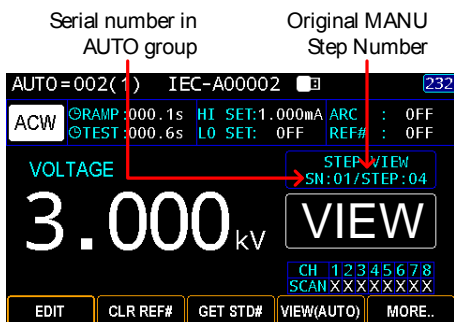 Serial number in
AUTO group
Original MANU
Step Number
AUTO=002(1) IEC-A00002 232
ACW RAMP:000.1s HI SET:1.000mA ARC : OFF
TEST:000.6s LO SET: OFF REF# : OFF
VOLTAGE
STEP VIEW
SN:01/STEP:04
3.000 kV
VIEW
CH 1 2 3 4 5 6 7 8
SCAN X X X X X X X X
EDIT CLR REF# GET STD# VIEW(AUTO) MORE..